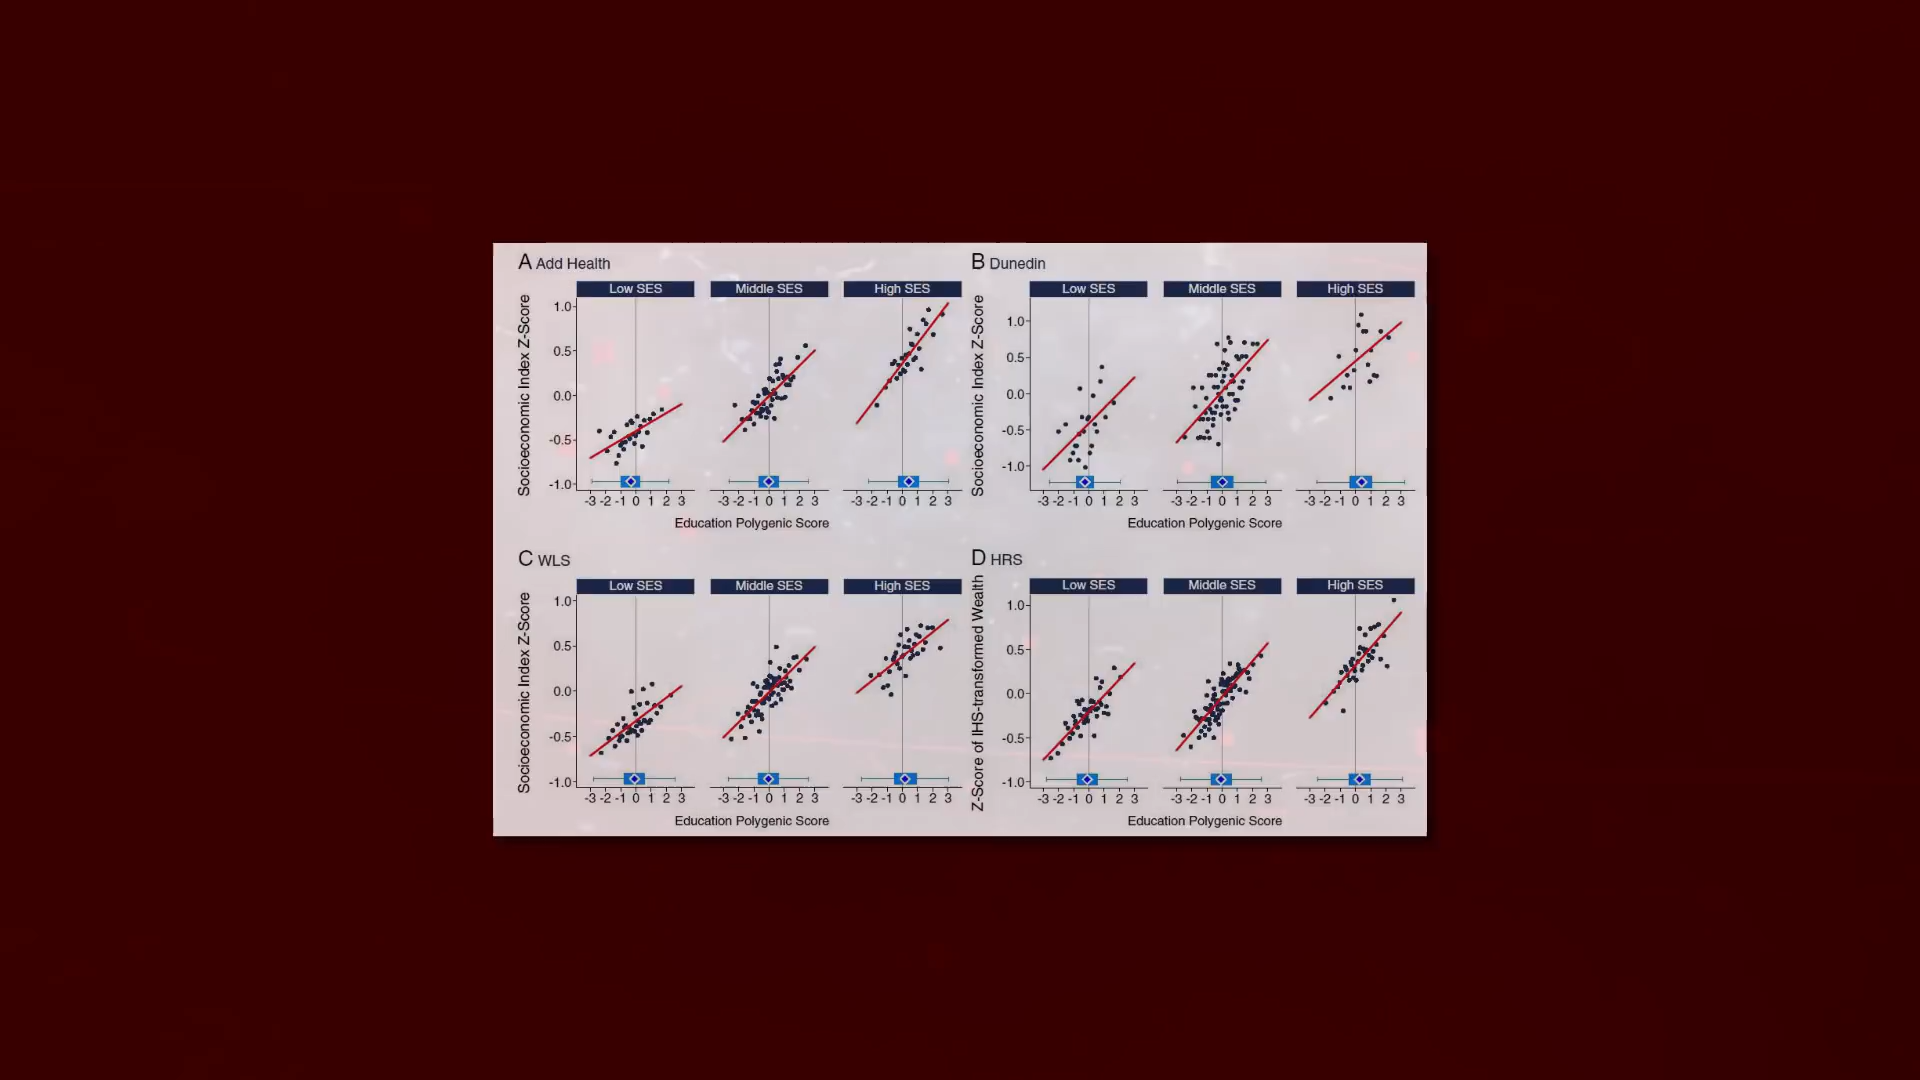 A Add Health
Low SES Middle SES High SES
Socioeconomic Index Z-Score
1.0
0.5
0.0
-0.5
-1.0
-3 -2 -1 0 1 2 3 -3 -2 -1 0 1 2 3 -3 -2 -1 0 1 2 3
Education Polygenic Score
B Dunedin
Low SES Middle SES High SES
Socioeconomic Index Z-Score
1.0
0.5
0.0
-0.5
-1.0
-3 -2 -1 0 1 2 3 -3 -2 -1 0 1 2 3 -3 -2 -1 0 1 2 3
Education Polygenic Score
C WLS
Low SES Middle SES High SES
Socioeconomic Index Z-Score
1.0
0.5
0.0
-0.5
-1.0
-3 -2 -1 0 1 2 3 -3 -2 -1 0 1 2 3 -3 -2 -1 0 1 2 3
Education Polygenic Score
D HRS
Low SES Middle SES High SES
Z-Score of IHS-transformed Wealth
1.0
0.5
0.0
-0.5
-1.0
-3 -2 -1 0 1 2 3 -3 -2 -1 0 1 2 3 -3 -2 -1 0 1 2 3
Education Polygenic Score